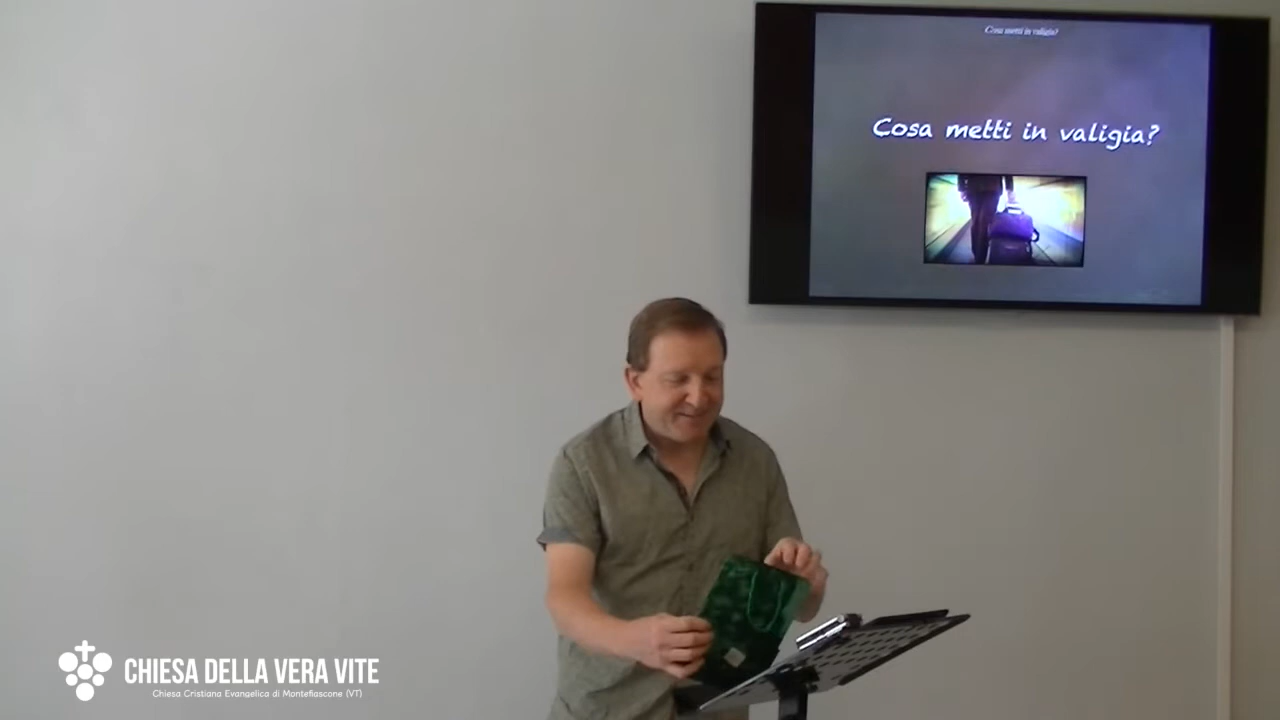 Cosa metti in valigia?
Cosa metti in valigia?
CHIESA DELLA VERA VITE
Chiesa Cristiana Evangelica di Montefiascone (VT)